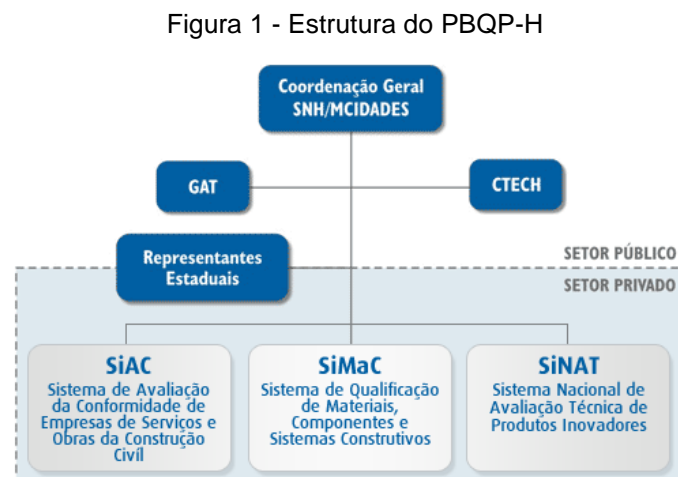 Figura 1 - Estrutura do PBQP-H
Coordenação Geral
SNH/MCIDADES
GAT
CTECH
Representantes
Estaduais
SETOR PÚBLICO
SETOR PRIVADO
SiAC
Sistema de Avaliação
da Conformidade de
Empresas de Serviços e
Obras da Construção
Civíl
SiMaC
Sistema de Qualificação
de Materiais,
Componentes e
Sistemas Construtivos
SiNAT
Sistema Nacional de
Avaliação Técnica de
Produtos Inovadores